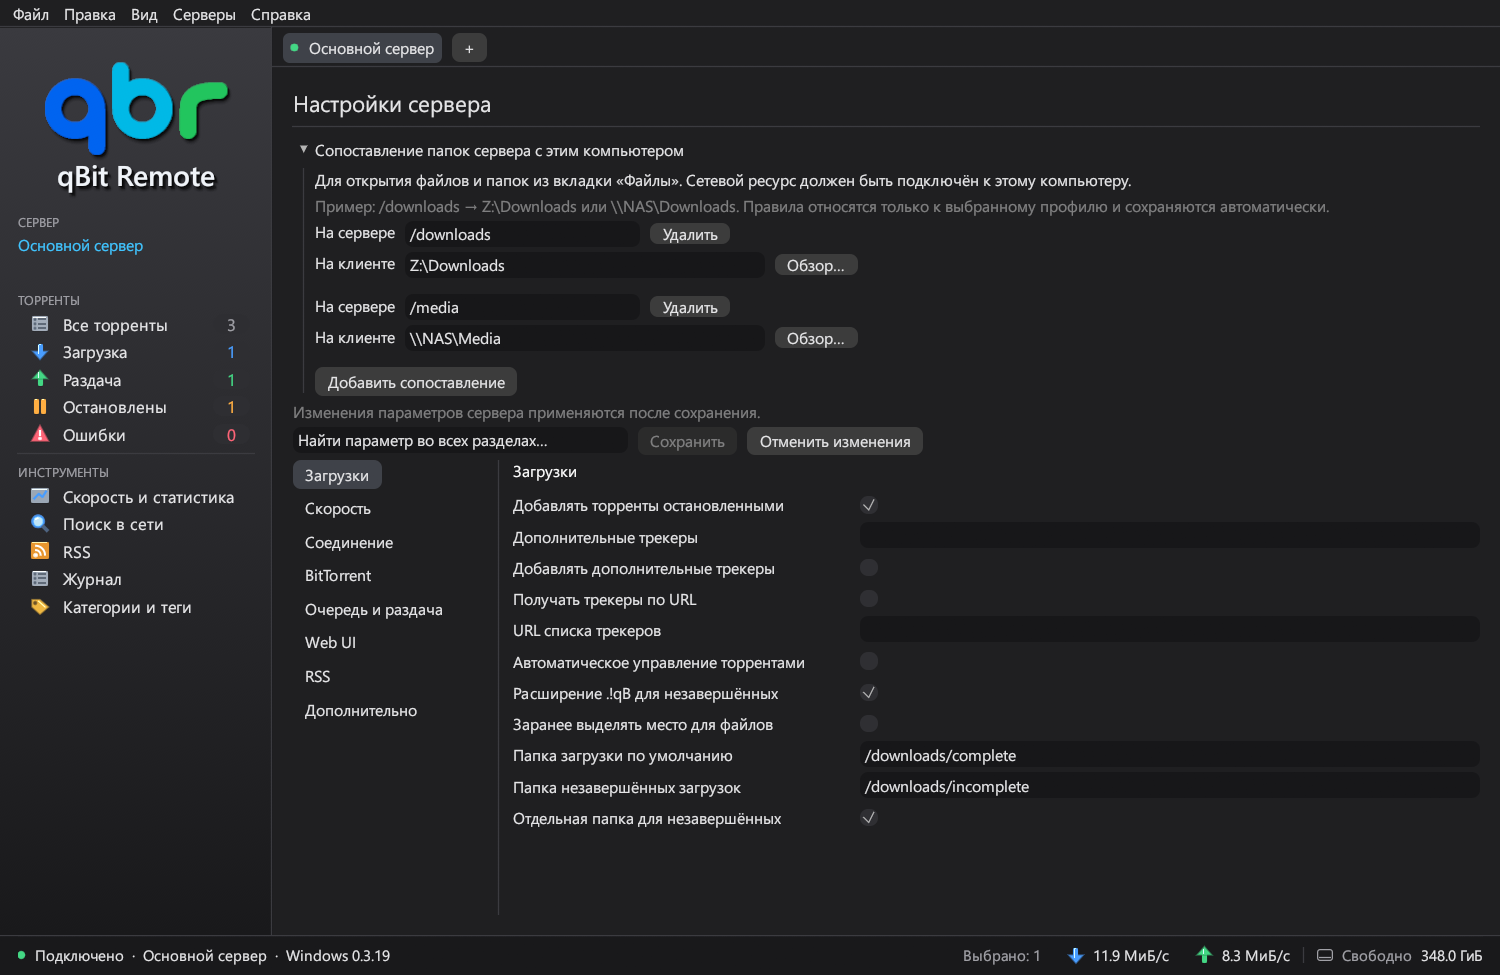 Файл Правка Вид Серверы Справка
qbr
qBit Remote
СЕРВЕР
Основной сервер
ТОРРЕНТЫ
Все торренты 3
Загрузка 1
Раздача 1
Остановлены 1
Ошибки 0
ИНСТРУМЕНТЫ
Скорость и статистика
Поиск в сети
RSS
Журнал
Категории и теги
Основной сервер +
Настройки сервера
Сопоставление папок сервера с этим компьютером
Для открытия файлов и папок из вкладки «Файлы». Сетевой ресурс должен быть подключён к этому компьютеру.
Пример: /downloads → Z:\Downloads или \\NAS\Downloads. Правила относятся только к выбранному профилю и сохраняются автоматически.
На сервере /downloads Удалить
На клиенте Z:\Downloads Обзор...
На сервере /media Удалить
На клиенте \\NAS\Media Обзор...
Добавить сопоставление
Изменения параметров сервера применяются после сохранения.
Найти параметр во всех разделах... Сохранить Отменить изменения
Загрузки
Скорость
Соединение
BitTorrent
Очередь и раздача
Web UI
RSS
Дополнительно
Загрузки
Добавлять торренты остановленными
Дополнительные трекеры
Добавлять дополнительные трекеры
Получать трекеры по URL
URL списка трекеров
Автоматическое управление торрентами
Расширение .!qB для незавершённых
Заранее выделять место для файлов
Папка загрузки по умолчанию /downloads/complete
Папка незавершённых загрузок /downloads/incomplete
Отдельная папка для незавершённых
Подключено · Основной сервер · Windows 0.3.19 Выбрано: 1 11.9 МиБ/с 8.3 МиБ/с Свободно 348.0 ГиБ